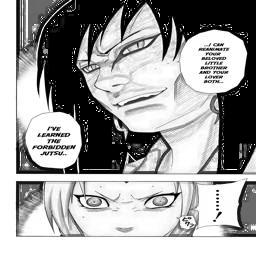 ...I CAN
REANIMATE
YOUR
BELOVED
LITTLE
BROTHER
AND YOUR
LOVER
BOTH...
I'VE
LEARNED
THE
FORBIDDEN
JUTSU...
......!